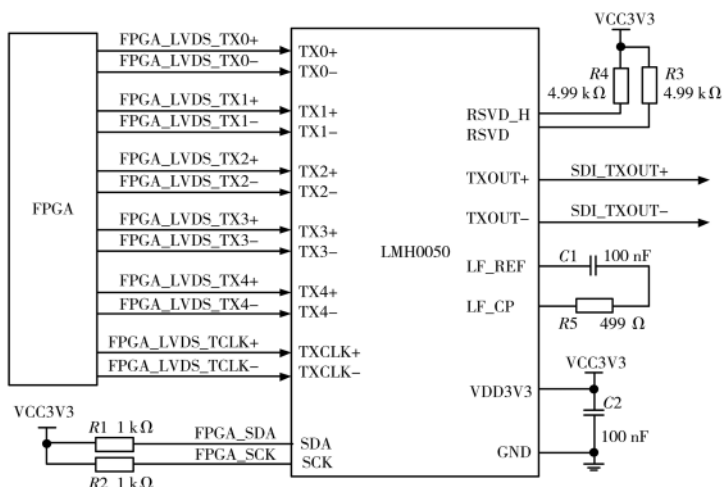 FPGA
FPGA_LVDS_TX0+
FPGA_LVDS_TX0−
FPGA_LVDS_TX1+
FPGA_LVDS_TX1−
FPGA_LVDS_TX2+
FPGA_LVDS_TX2−
FPGA_LVDS_TX3+
FPGA_LVDS_TX3−
FPGA_LVDS_TX4+
FPGA_LVDS_TX4−
FPGA_LVDS_TCLK+
FPGA_LVDS_TCLK−
VCC3V3
R1 1 kΩ
FPGA_SDA
FPGA_SCK
R2 1 kΩ
TX0+
TX0−
TX1+
TX1−
TX2+
TX2−
TX3+
TX3−
TX4+
TX4−
TXCLK+
TXCLK−
SDA
SCK
LMH0050
RSVD_H
RSVD
TXOUT+
TXOUT−
LF_REF
LF_CP
VDD3V3
GND
VCC3V3
R4
4.99 kΩ
R3
4.99 kΩ
SDI_TXOUT+
SDI_TXOUT−
C1 100 nF
R5 499 Ω
VCC3V3
C2
100 nF